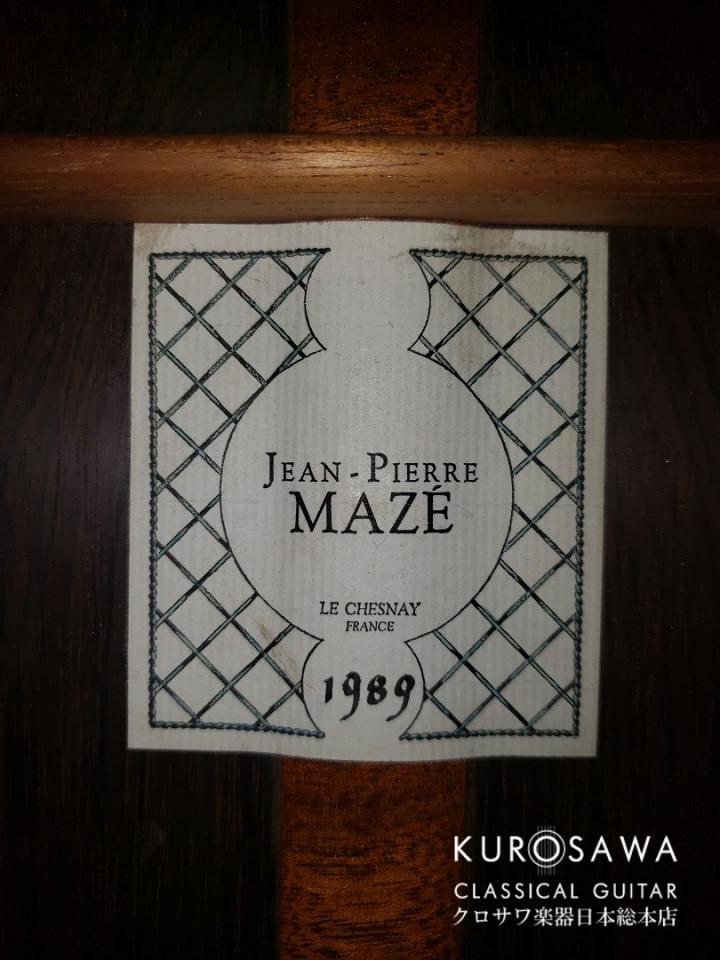 JEAN-PIERRE
MAZÉ
LE CHESNAY
FRANCE
1989
KUROSAWA
CLASSICAL GUITAR
クロサワ楽器日本総本店